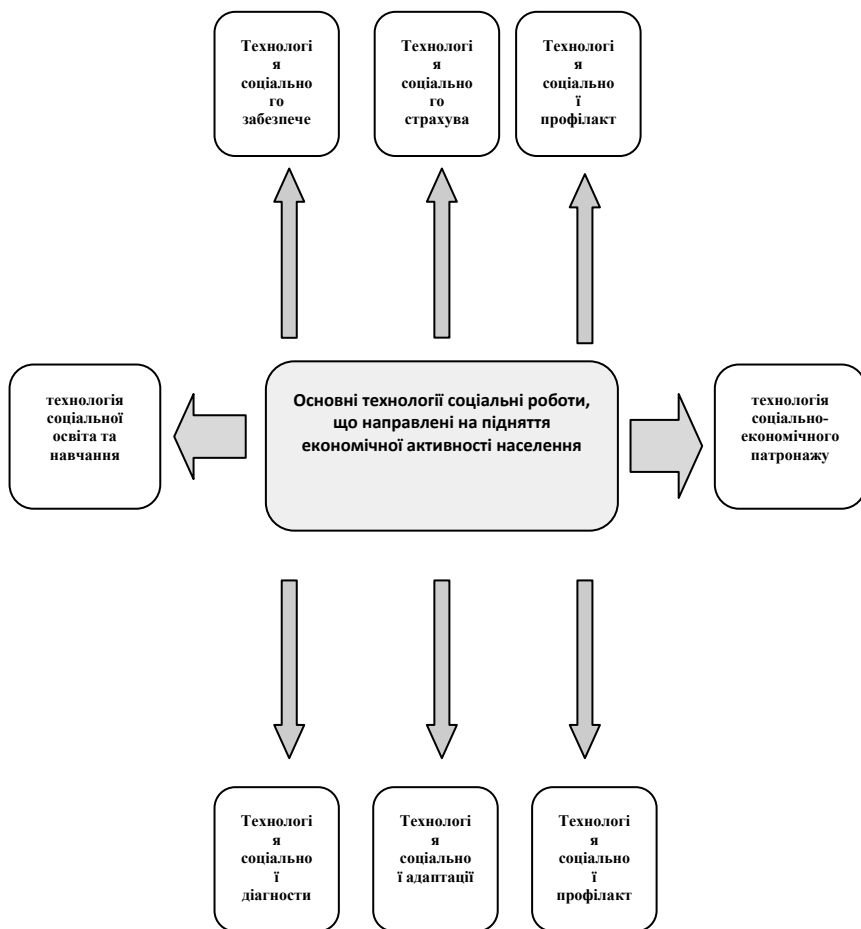 Технологі
я
соціально
го
забезпече
Технологі
я
соціально
го
страхува
Технологі
я
соціально
ї
профілакт
технологія
соціальної
освіта та
навчання
Основні технології соціальні роботи,
що направлені на підняття
економічної активності населення
технологія
соціально-
економічного
патронажу
Технологі
я
соціально
ї
діагности
Технологі
я
соціально
ї адаптації
Технологі
я
соціально
ї
профілакт